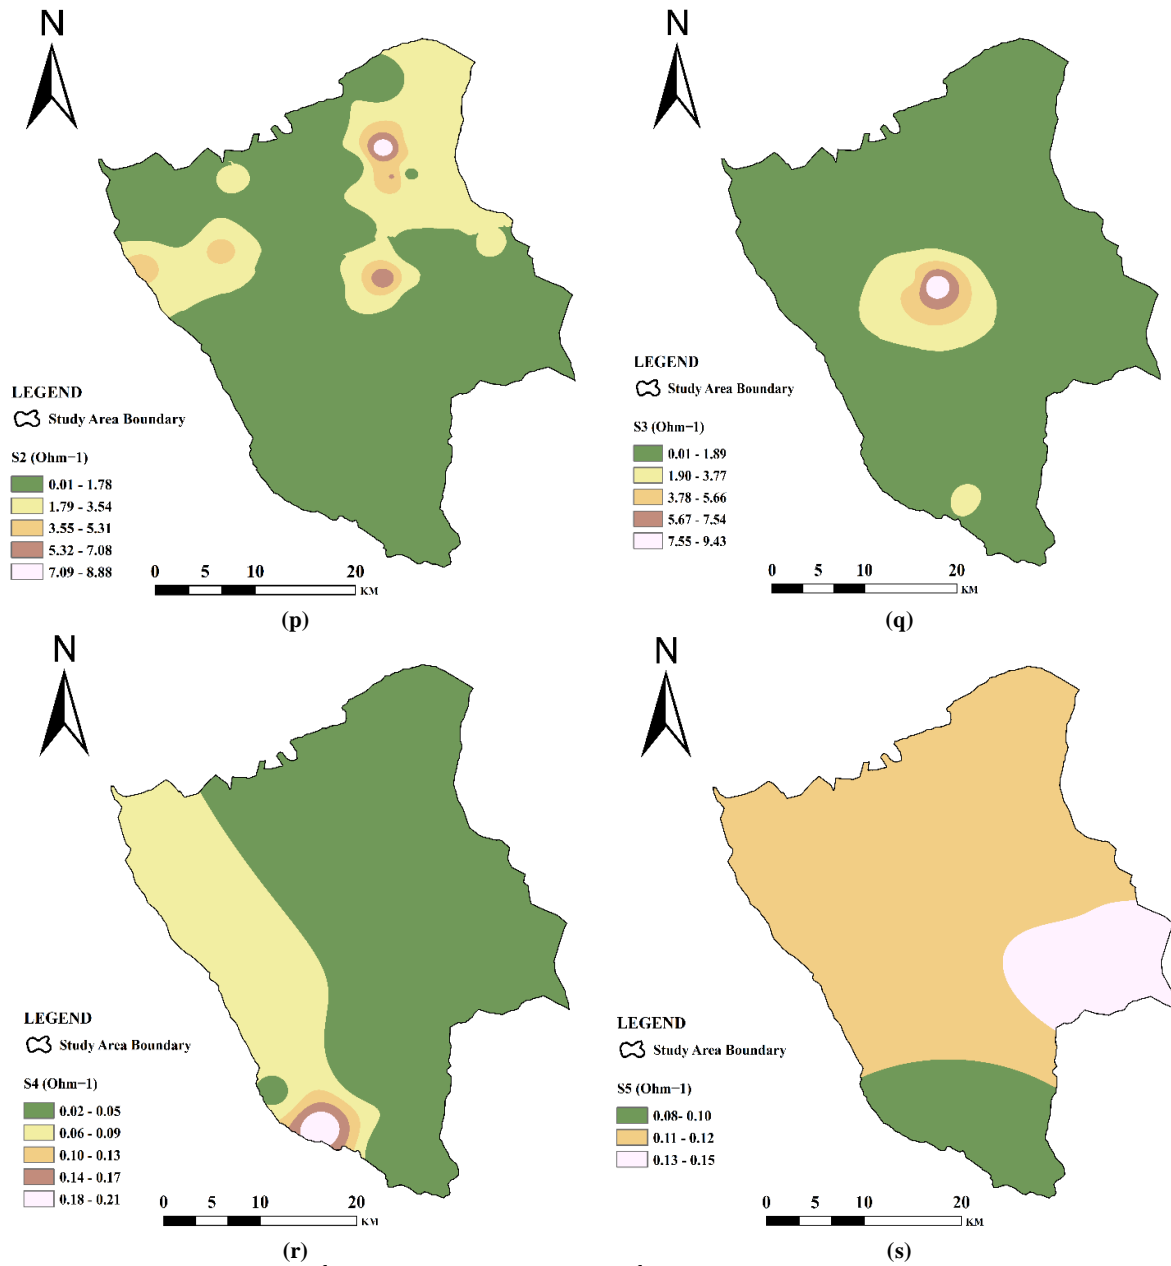 N
LEGEND
Study Area Boundary
S2 (Ohm−1)
0.01 - 1.78
1.79 - 3.54
3.55 - 5.31
5.32 - 7.08
7.09 - 8.88
0 5 10 20
KM
(p)
N
LEGEND
Study Area Boundary
S3 (Ohm−1)
0.01 - 1.89
1.90 - 3.77
3.78 - 5.66
5.67 - 7.54
7.55 - 9.43
0 5 10 20
KM
(q)
N
LEGEND
Study Area Boundary
S4 (Ohm−1)
0.02 - 0.05
0.06 - 0.09
0.10 - 0.13
0.14 - 0.17
0.18 - 0.21
0 5 10 20
KM
(r)
N
LEGEND
Study Area Boundary
S5 (Ohm−1)
0.08- 0.10
0.11 - 0.12
0.13 - 0.15
0 5 10 20
KM
(s)